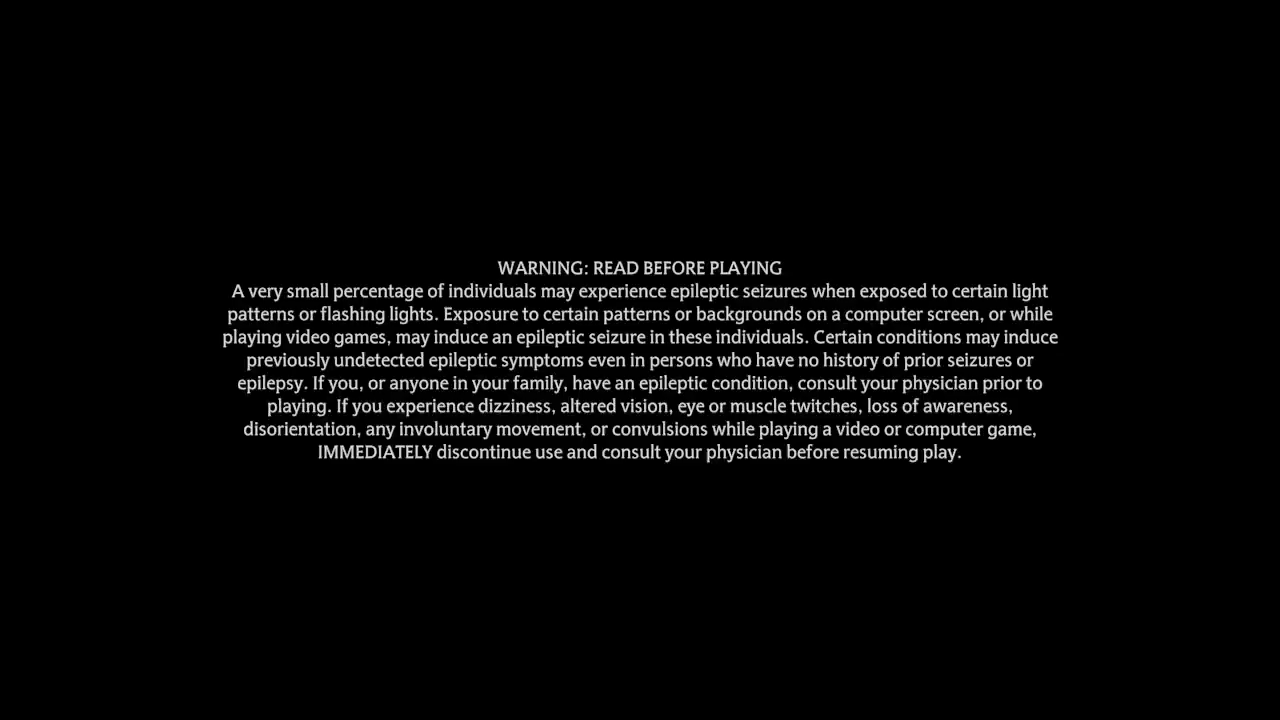 WARNING: READ BEFORE PLAYING
A very small percentage of individuals may experience epileptic seizures when exposed to certain light
patterns or flashing lights. Exposure to certain patterns or backgrounds on a computer screen, or while
playing video games, may induce an epileptic seizure in these individuals. Certain conditions may induce
previously undetected epileptic symptoms even in persons who have no history of prior seizures or
epilepsy. If you, or anyone in your family, have an epileptic condition, consult your physician prior to
playing. If you experience dizziness, altered vision, eye or muscle twitches, loss of awareness,
disorientation, any involuntary movement, or convulsions while playing a video or computer game,
IMMEDIATELY discontinue use and consult your physician before resuming play.